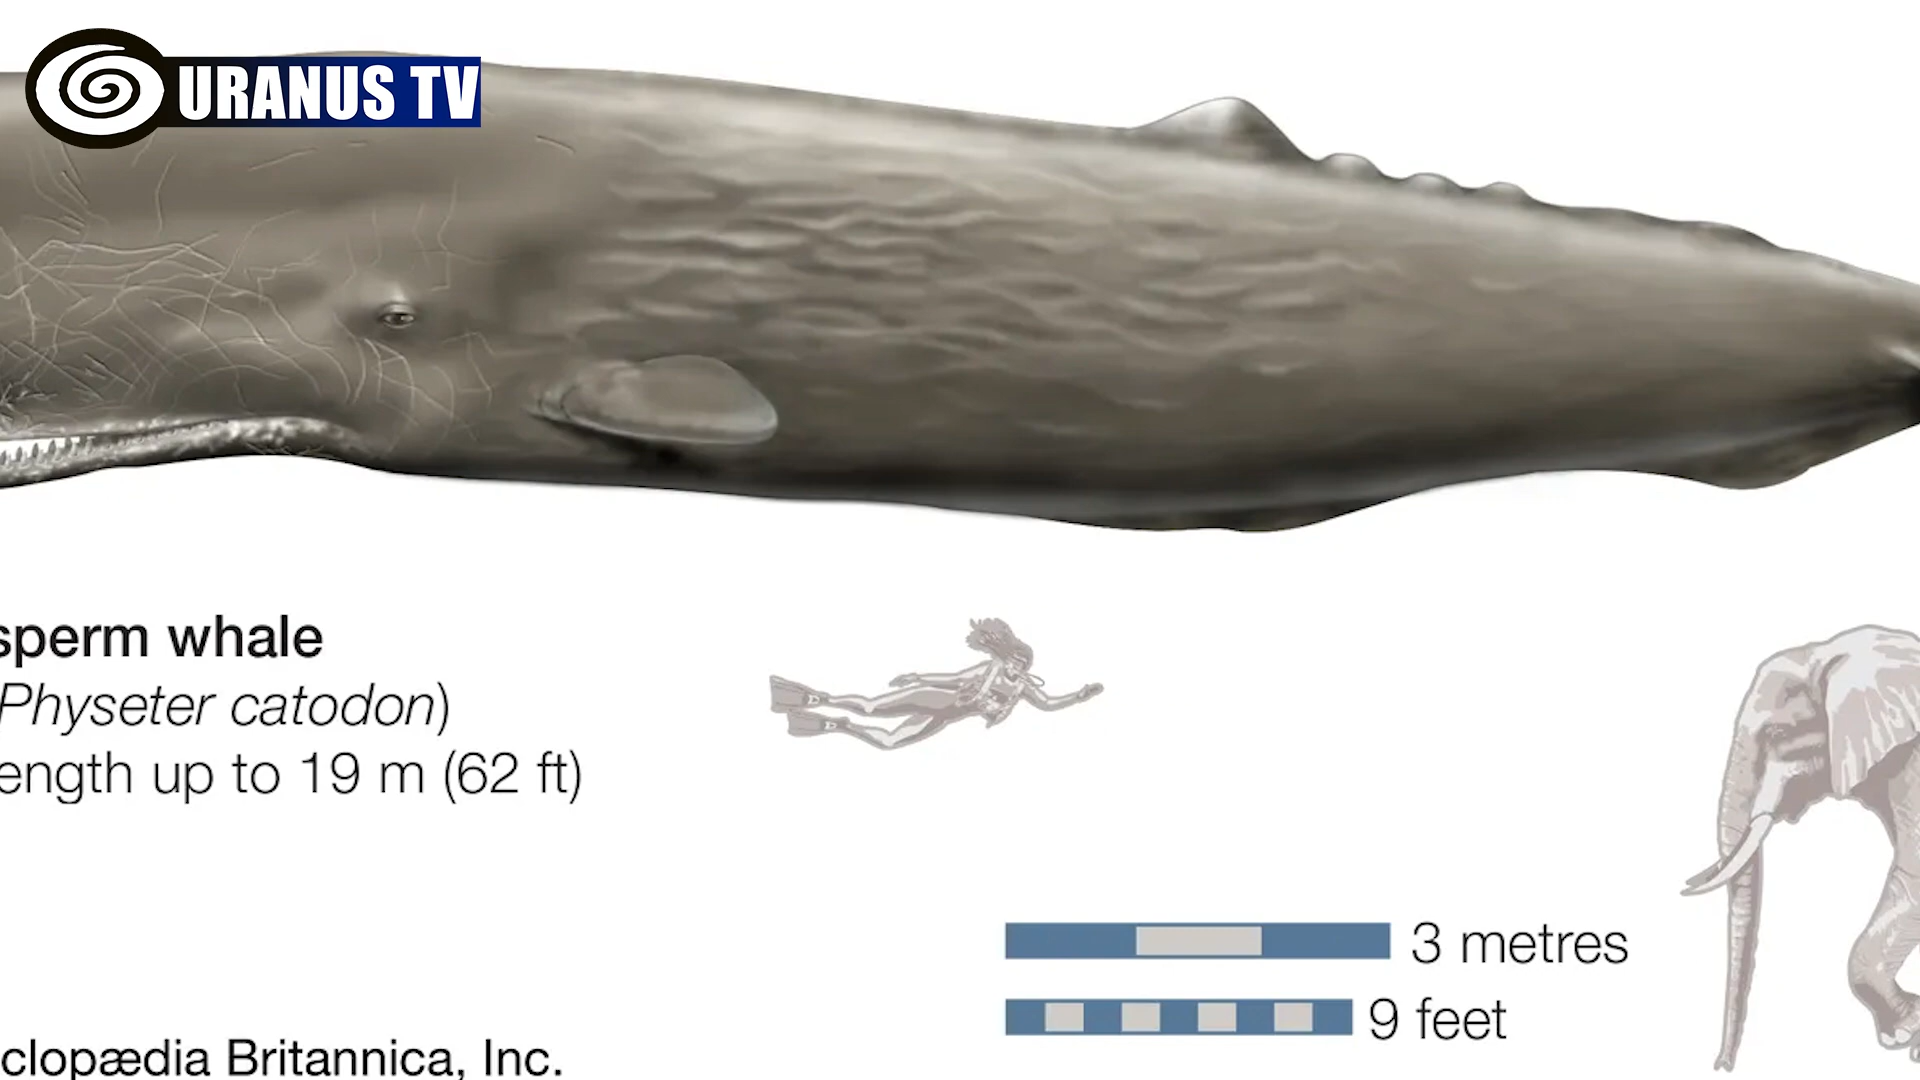 URANUS TV
sperm whale
Physeter catodon)
ength up to 19 m (62 ft)
3 metres
9 feet
clopædia Britannica, Inc.